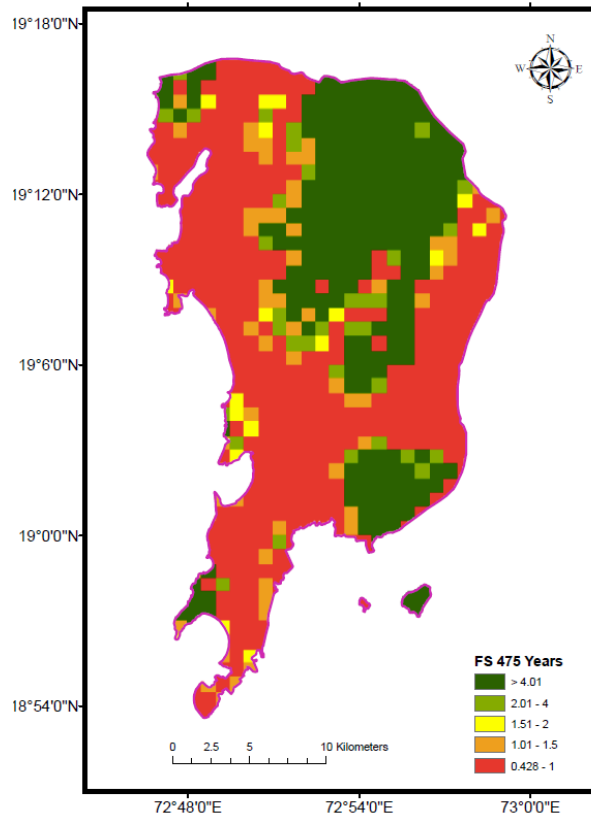 19°18'0"N
N
W E
S
19°12'0"N
19°6'0"N
19°0'0"N
18°54'0"N
FS 475 Years
> 4.01
2.01 - 4
1.51 - 2
1.01 - 1.5
0.428 - 1
0 2.5 5 10 Kilometers
72°48'0"E 72°54'0"E 73°0'0"E